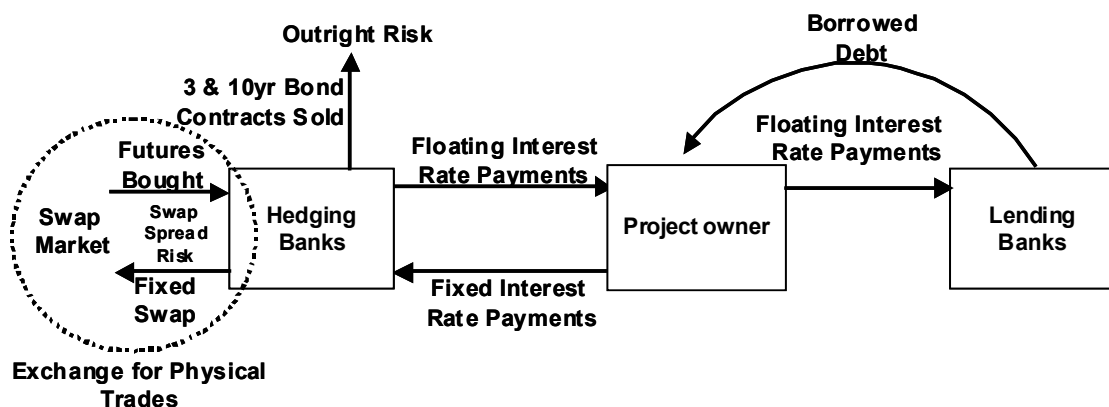 Outright Risk
3 & 10yr Bond
Contracts Sold
Borrowed
Debt
Futures
Bought
Swap
Market
Swap
Spread
Risk
Fixed
Swap
Exchange for Physical
Trades
Hedging
Banks
Floating Interest
Rate Payments
Fixed Interest
Rate Payments
Project owner
Floating Interest
Rate Payments
Lending
Banks